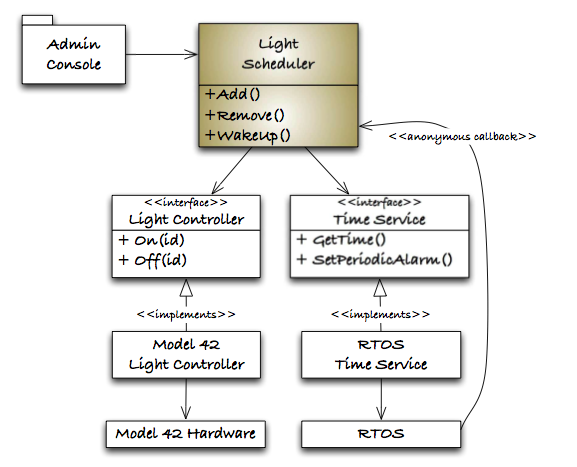 Admin
Console
Light
Scheduler
+Add()
+Remove()
+WakeUp()
<<anonymous callback>>
<<interface>>
Light Controller
+ On(id)
+ Off(id)
<<interface>>
Time Service
+ GetTime()
+ SetPeriodicAlarm()
<<implements>>
<<implements>>
Model 42
Light Controller
RTOS
Time Service
Model 42 Hardware
RTOS